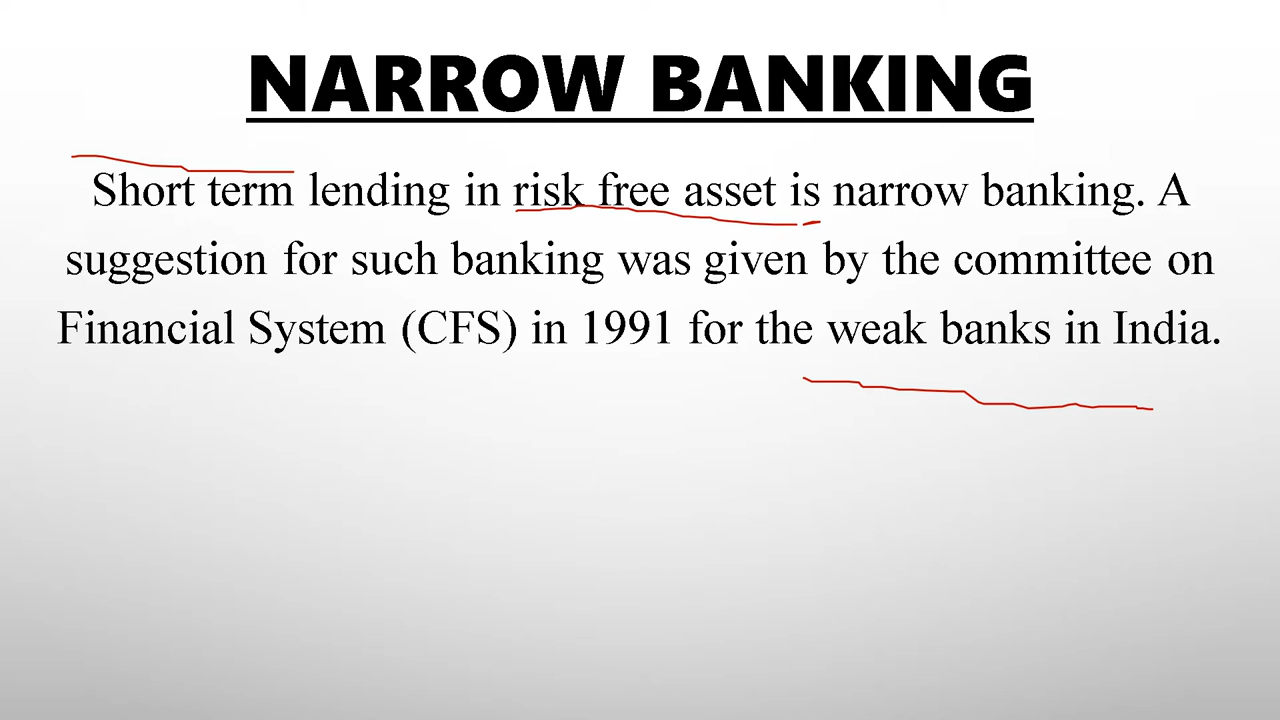 NARROW BANKING
Short term lending in risk free asset is narrow banking. A
suggestion for such banking was given by the committee on
Financial System (CFS) in 1991 for the weak banks in India.